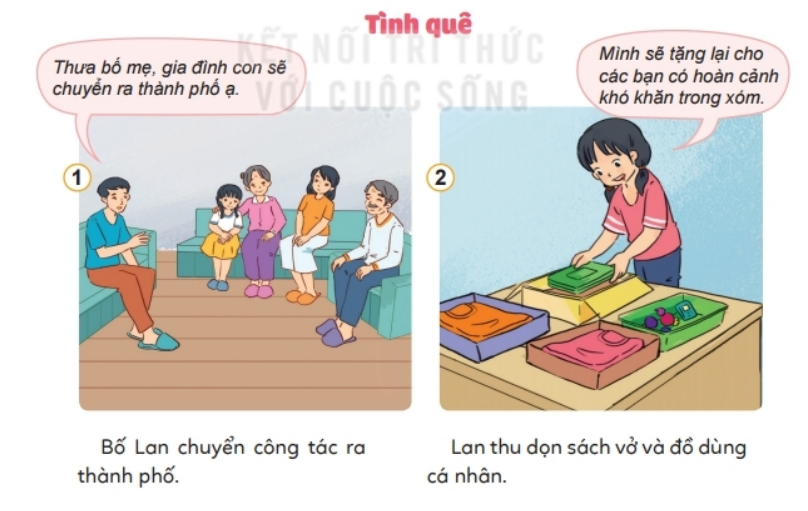 Tình quê
KẾT NỐI TRI THỨC
VỚI CUỘC SỐNG
Thưa bố mẹ, gia đình con sẽ
chuyển ra thành phố ạ.
Mình sẽ tặng lại cho
các bạn có hoàn cảnh
khó khăn trong xóm.
1
2
Bố Lan chuyển công tác ra
thành phố.
Lan thu dọn sách vở và đồ dùng
cá nhân.